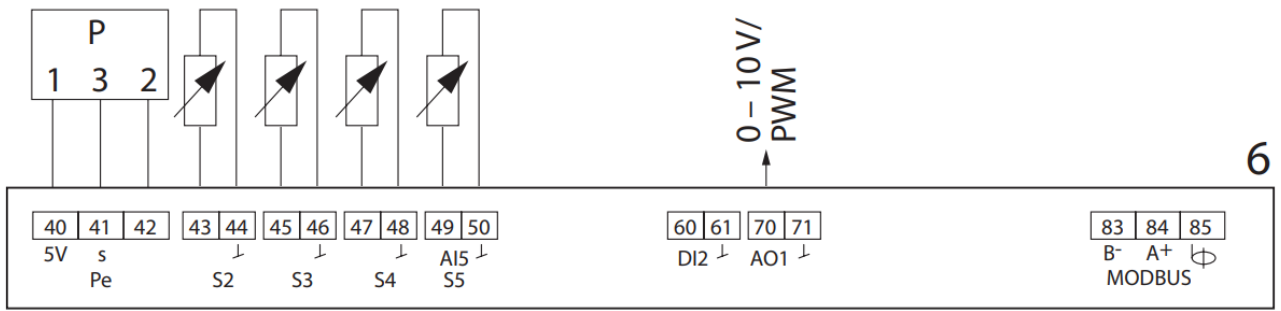 P
1 3 2
0 – 10 V/
PWM
6
40 41 42 43 44 45 46 47 48 49 50 60 61 70 71 83 84 85
5V s AI5 DI2 AO1 B- A+
Pe S2 S3 S4 S5 MODBUS